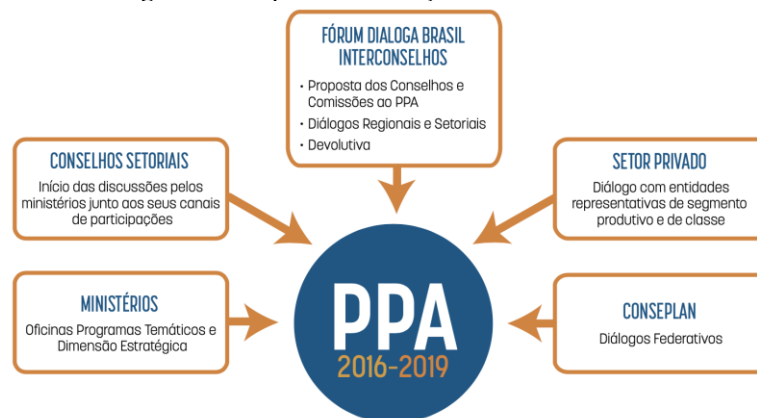 FÓRUM DIALOGA BRASIL
INTERCONSELHOS
• Proposta dos Conselhos e
Comissões ao PPA
• Diálogos Regionais e Setoriais
• Devolutiva
CONSELHOS SETORIAIS
Início das discussões pelos
ministérios junto aos seus canais
de participações
SETOR PRIVADO
Diálogo com entidades
representativas de segmento
produtivo e de classe
MINISTÉRIOS
Oficinas Programas Temáticos e
Dimensão Estratégica
PPA
2016-2019
CONSEPLAN
Diálogos Federativos